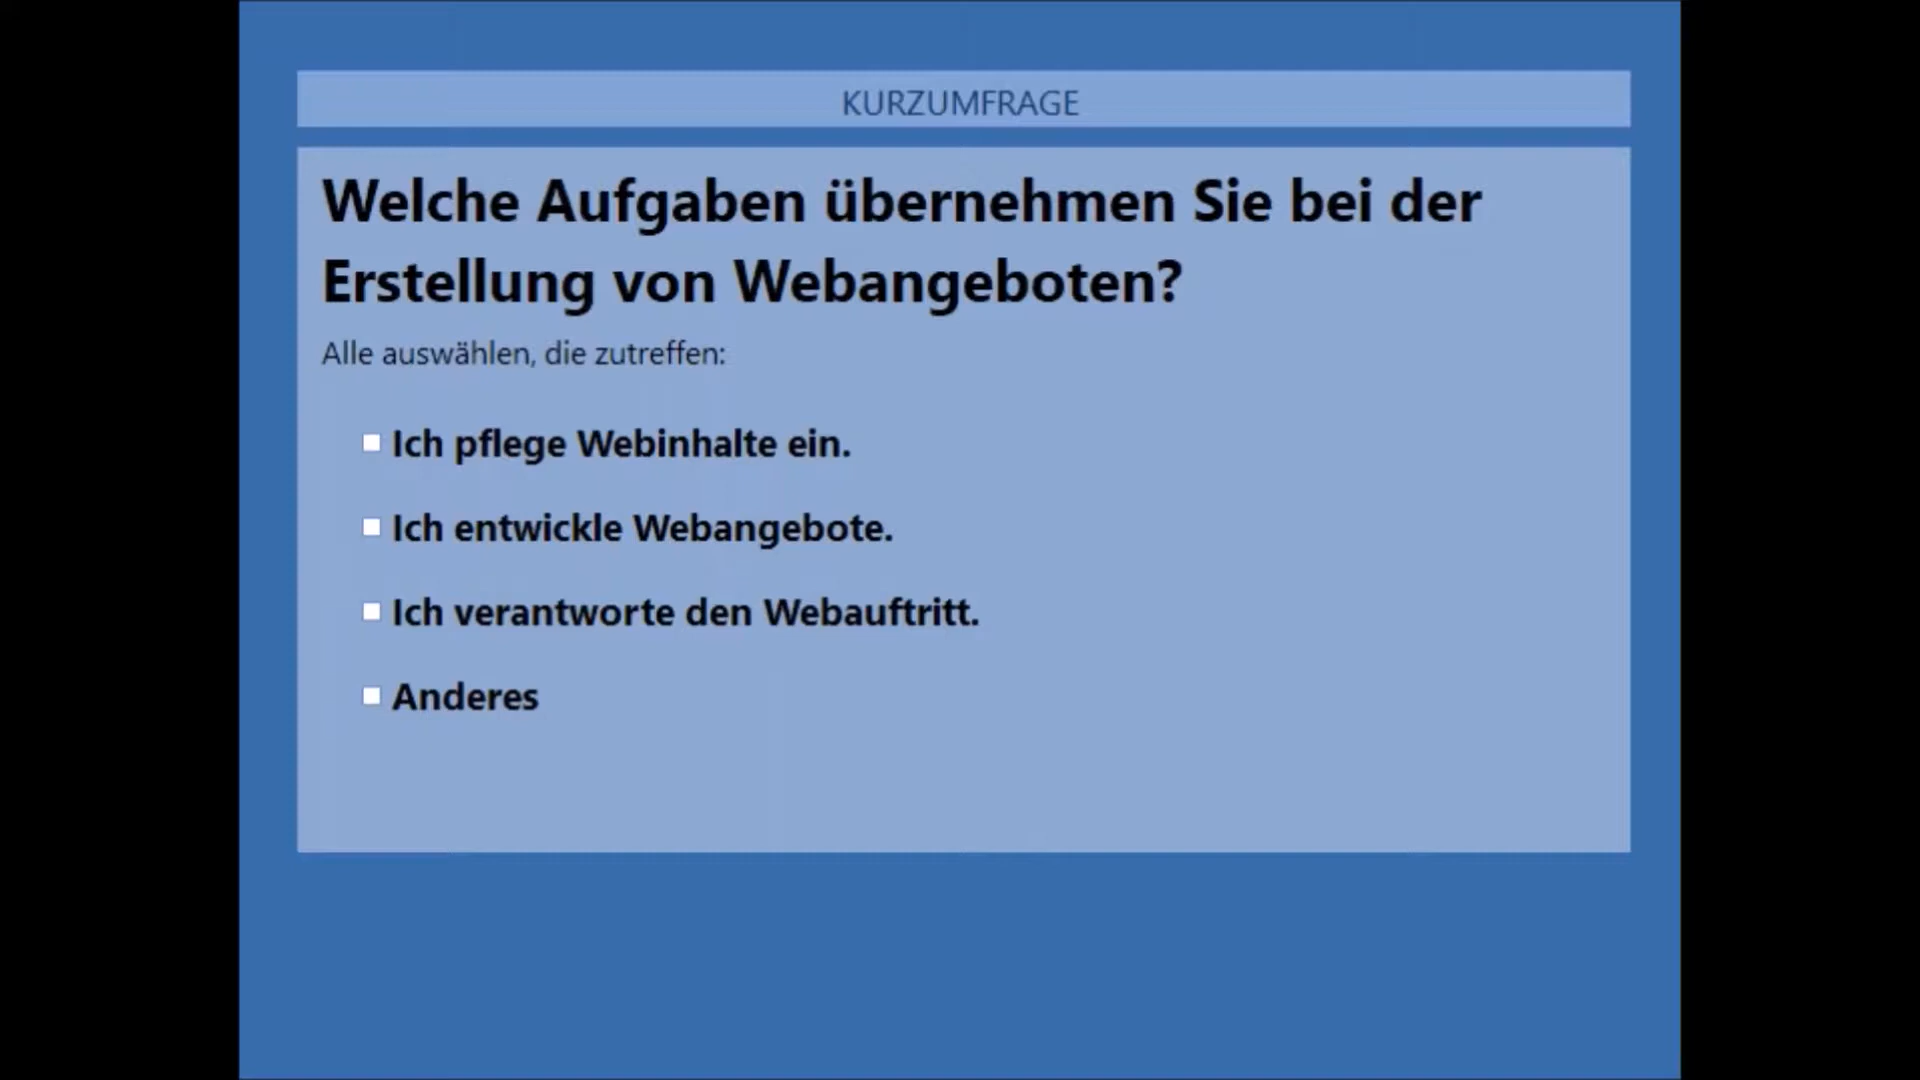 KURZUMFRAGE
Welche Aufgaben übernehmen Sie bei der
Erstellung von Webangeboten?
Alle auswählen, die zutreffen:
Ich pflege Webinhalte ein.
Ich entwickle Webangebote.
Ich verantworte den Webauftritt.
Anderes